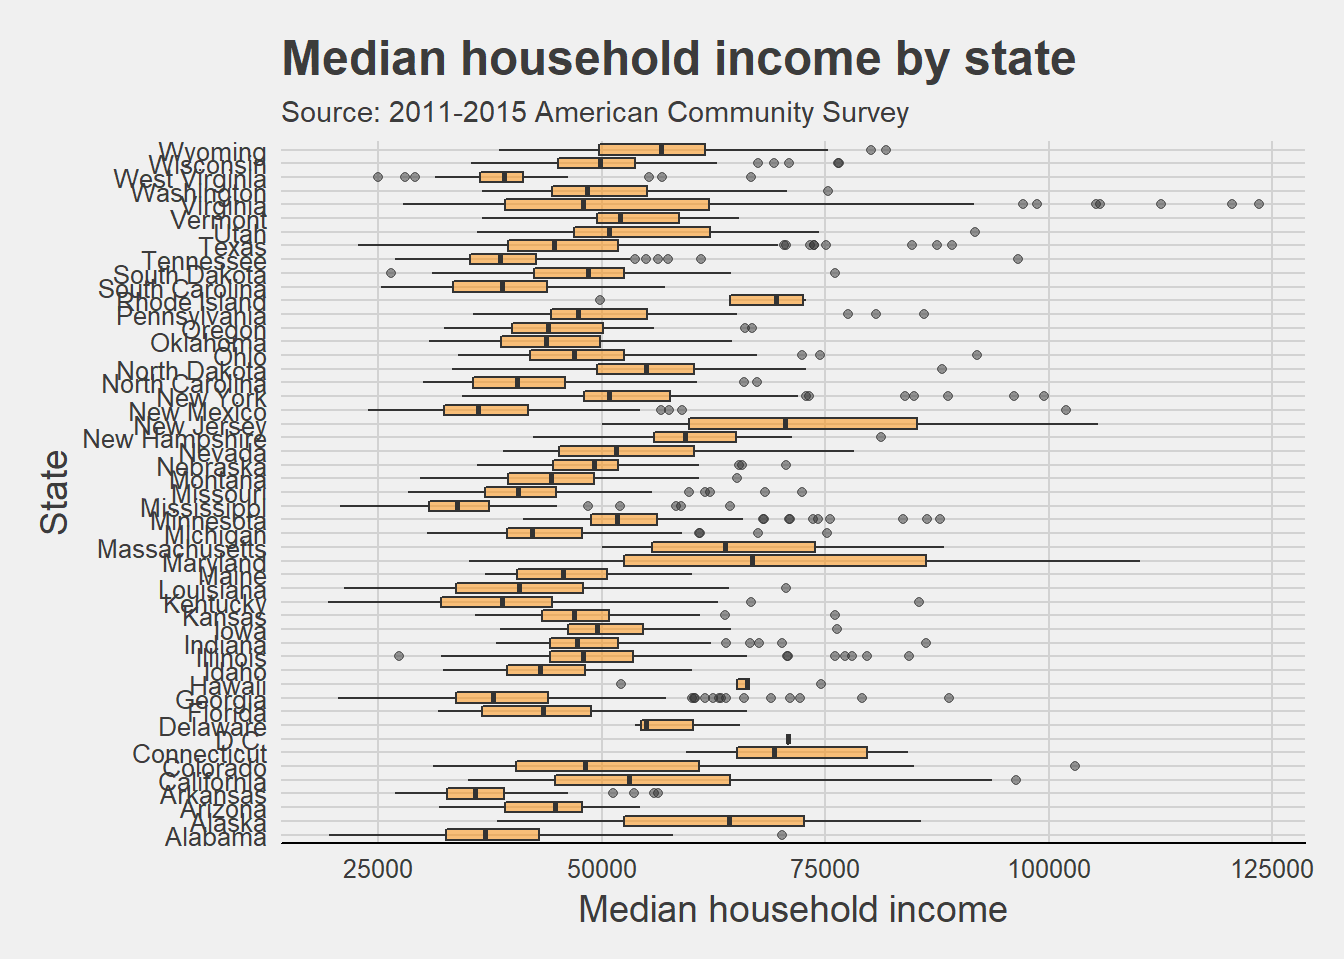 Median household income by state
Source: 2011-2015 American Community Survey
Wyoming
Wisconsin
West Virginia
Washington
Virginia
Vermont
Utah
Texas
Tennessee
South Dakota
South Carolina
Rhode Island
Pennsylvania
Oregon
Oklahoma
Ohio
North Dakota
North Carolina
New York
New Mexico
New Jersey
New Hampshire
Nevada
Nebraska
Montana
Missouri
Mississippi
Minnesota
Michigan
Massachusetts
Maryland
Maine
Louisiana
Kentucky
Kansas
Iowa
Indiana
Illinois
Idaho
Hawaii
Georgia
Florida
Delaware
D.C.
Connecticut
Colorado
California
Arkansas
Arizona
Alaska
Alabama
State
25000 50000 75000 100000 125000
Median household income